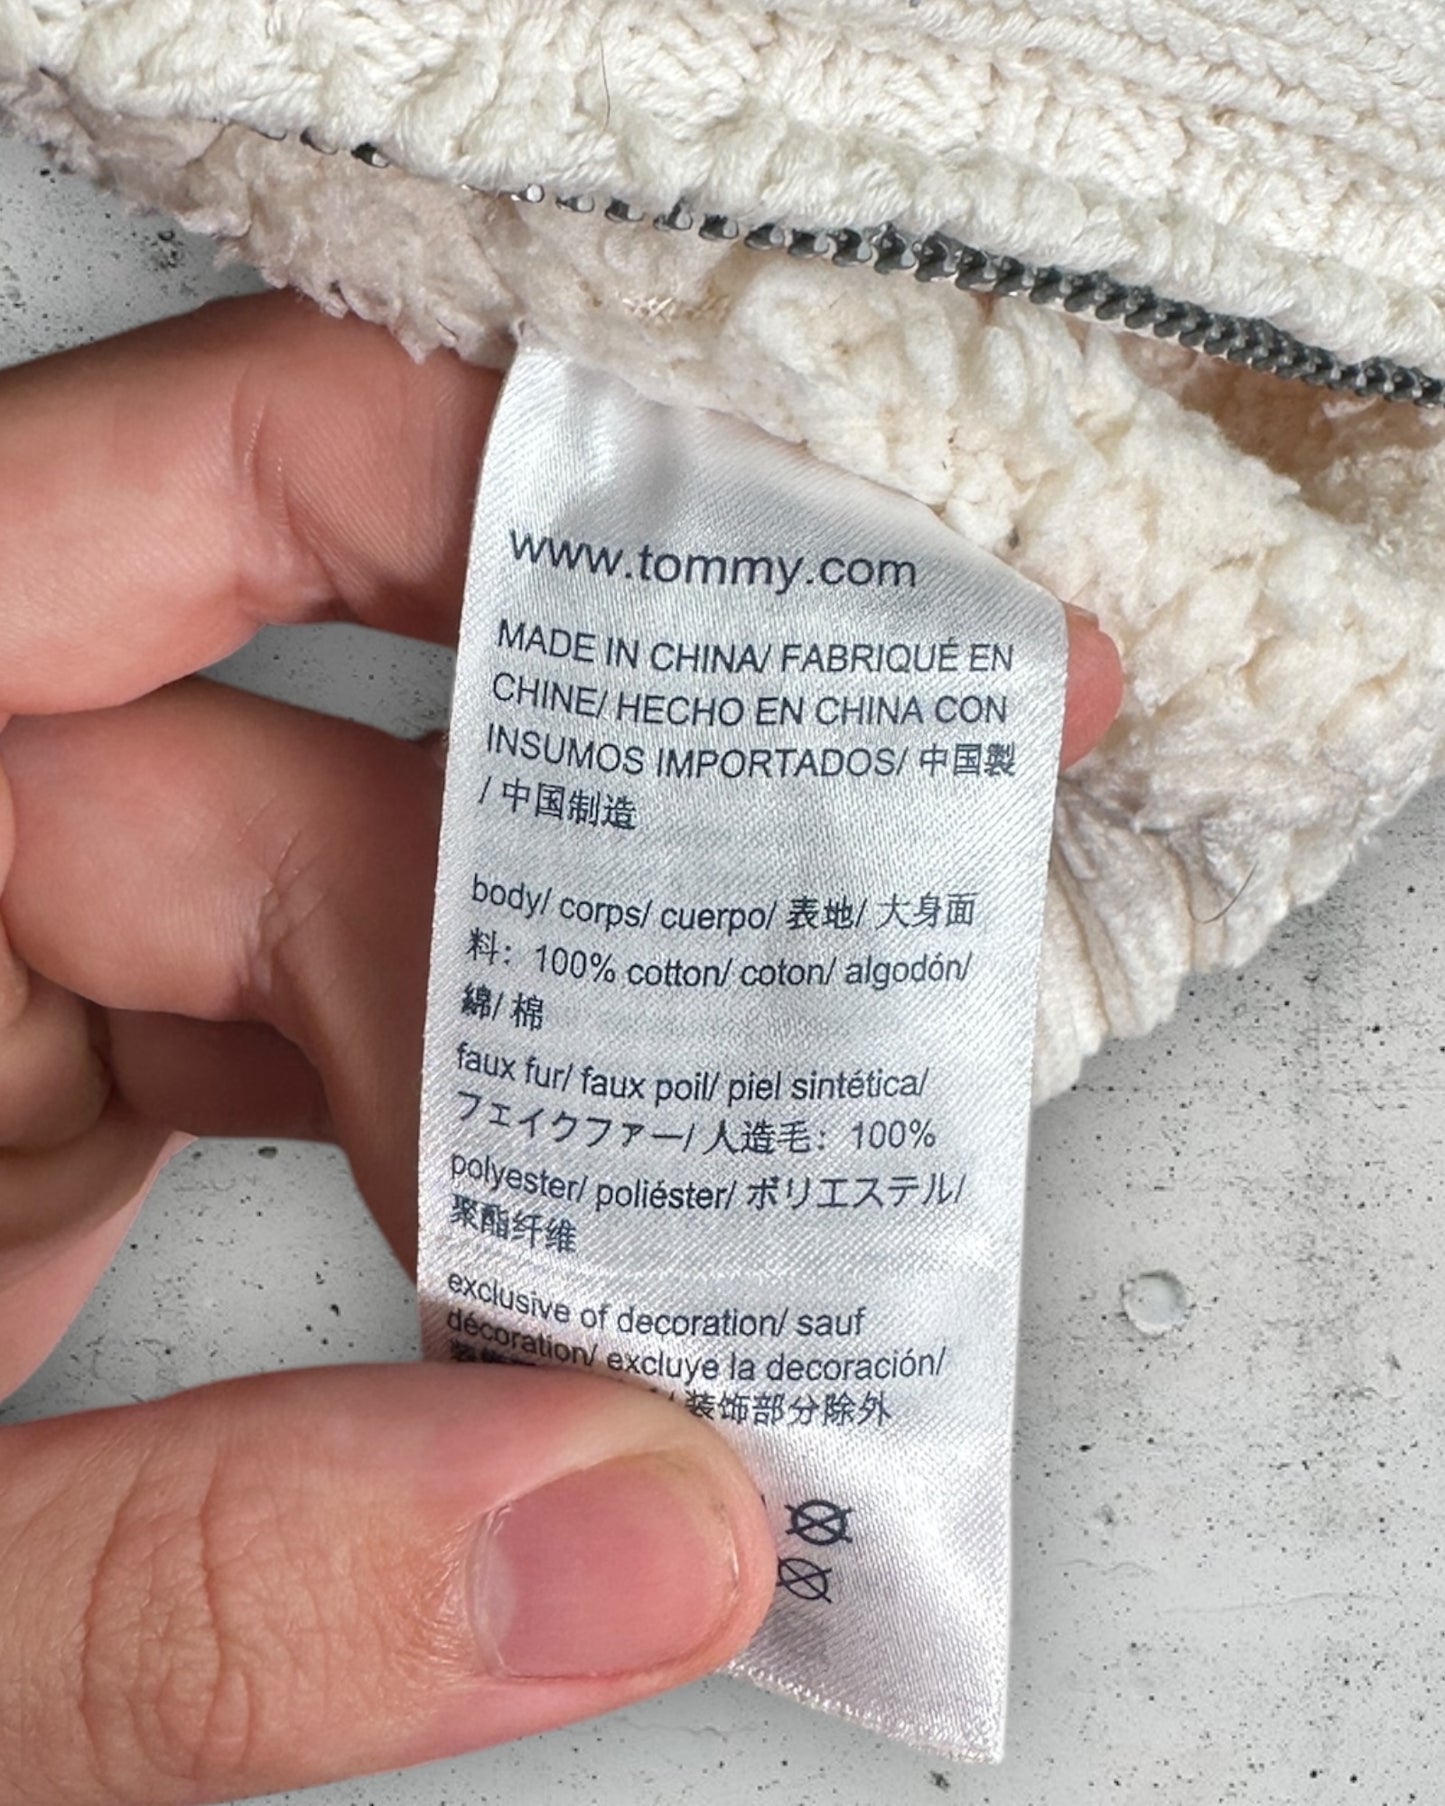 www.tommy.com
MADE IN CHINA/ FABRIQUÉ EN
CHINE/ HECHO EN CHINA CON
INSUMOS IMPORTADOS/ 中国製
/ 中国制造
body/ corps/ cuerpo/ 表地/ 大身面
料: 100% cotton/ coton/ algodón/
綿/ 棉
faux fur/ faux poil/ piel sintética/
フェイクファー/ 人造毛: 100%
polyester/ poliéster/ ポリエステル/
聚酯纤维
exclusive of decoration/ sauf
décoration/ excluye la decoración/
装饰部分除外